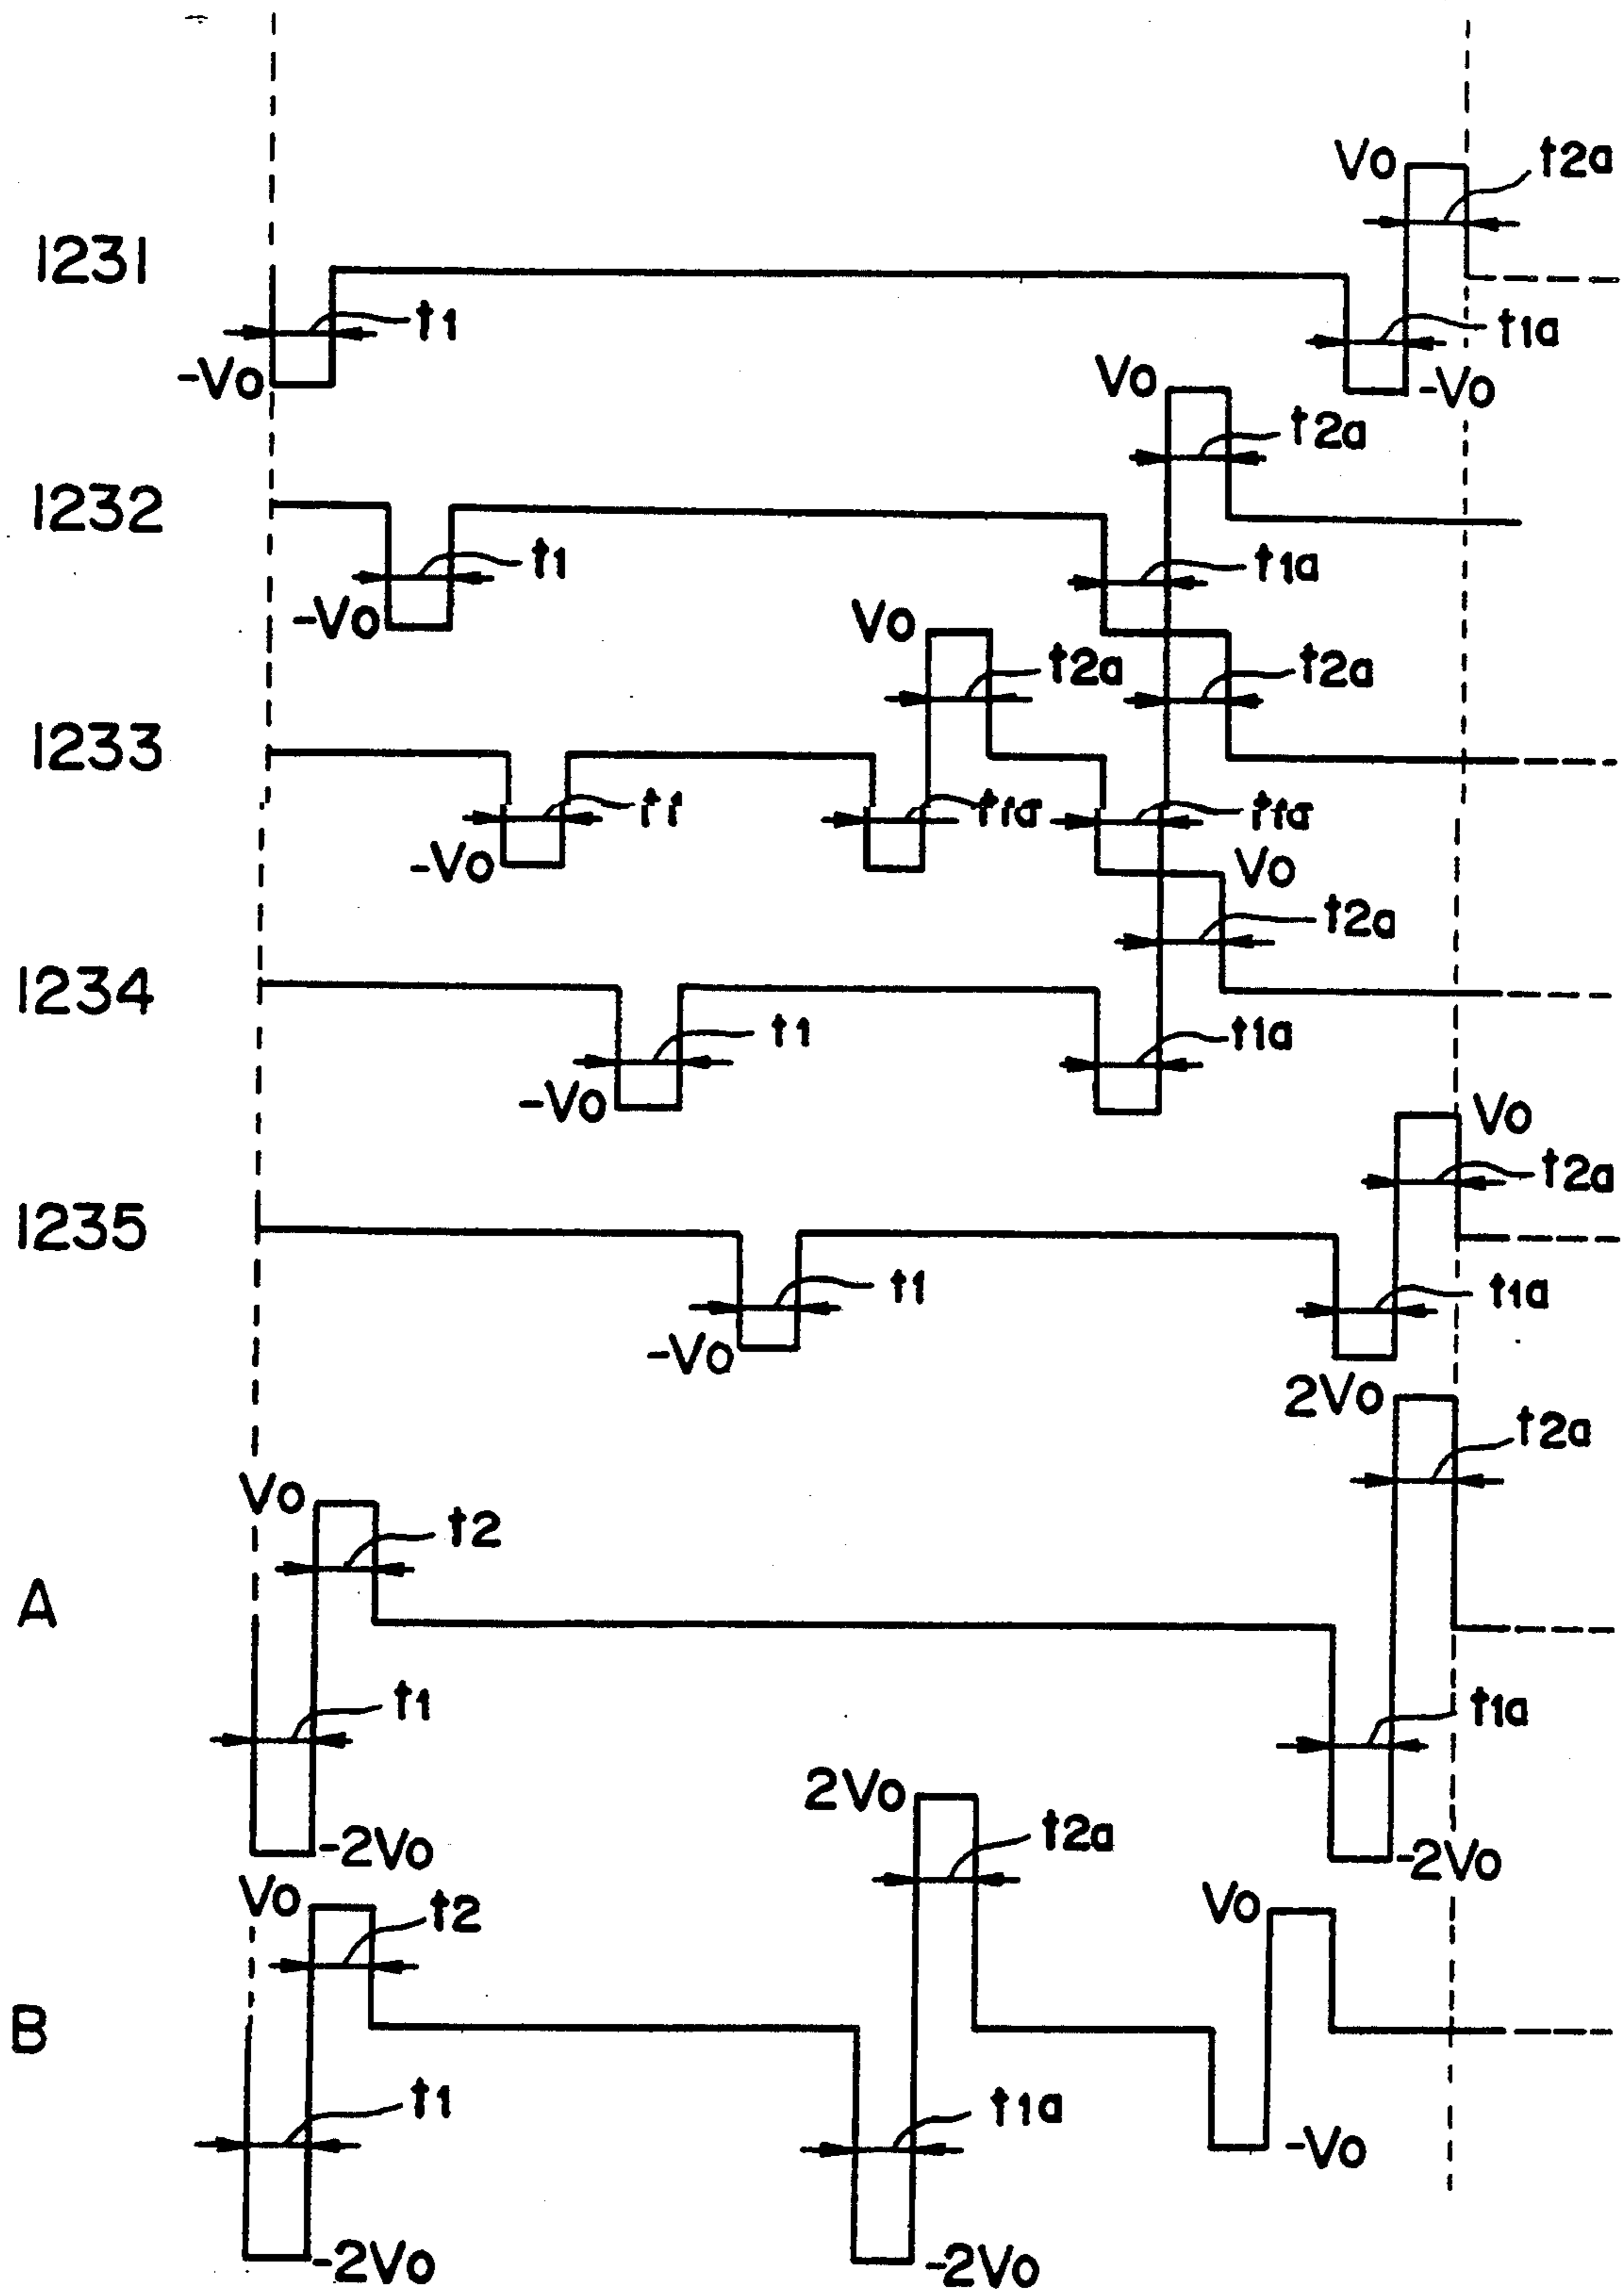 Vo t2a
1231
t1 t1a
-Vo -Vo
Vo
t2a
1232
t1 t1a
-Vo Vo
t2a t2a
1233
t1 t1a t1a
-Vo Vo
t2a
1234
t1 t1a
-Vo
Vo
t2a
1235
t1 t1a
-Vo
2Vo
t2a
Vo
t2
A
t1 t1a
2Vo
t2a
-2Vo -2Vo
Vo t2 Vo
B
t1 t1a
-Vo
-2Vo -2Vo